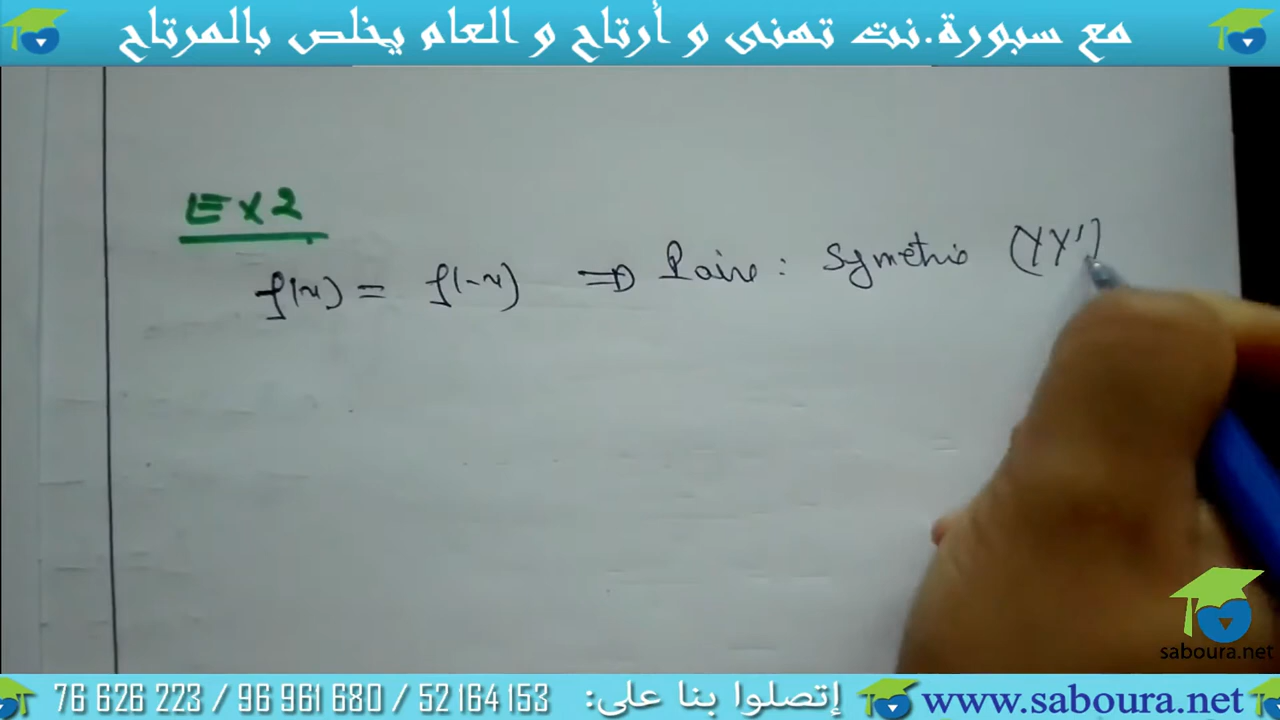 مع سبورة.نت تهنى و أرتاح و العام يخلص بالمرتاح
Ex2
f(x) = f(-x) ⇒ Paire : Symétrie (YY')
saboura.net
76 626 223 / 96 961 680 / 52 164 153 إتصلوا بنا على: www.saboura.net